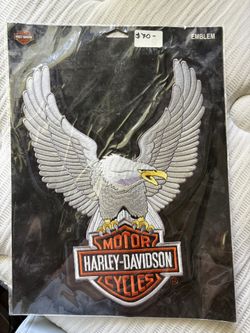 EMBLEM
$70-
MOTOR
HARLEY-DAVIDSON
CYCLES